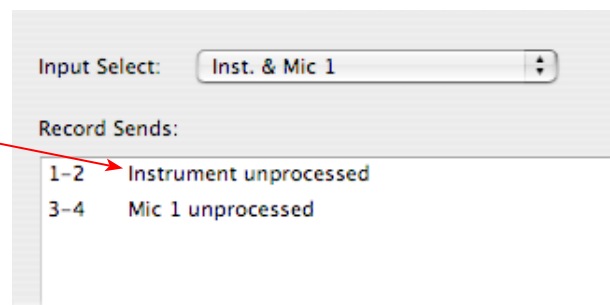 Input Select: Inst. & Mic 1
Record Sends:
1-2 Instrument unprocessed
3-4 Mic 1 unprocessed